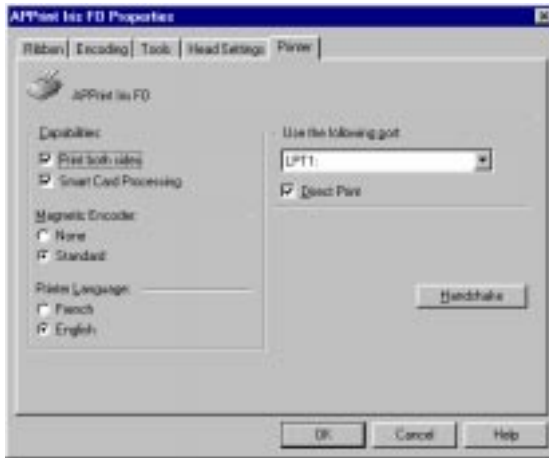 APPrint Iris FD Properties
Ribbon
Encoding
Tools
Head Settings
Printer
APPrint Iris FD
Capabilities:
Print both sides
Smart Card Processing
Magnetic Encoder:
None
Standard
Printer Language:
French
English
Use the following port
LPT1:
Direct Print
Handshake
OK
Cancel
Help